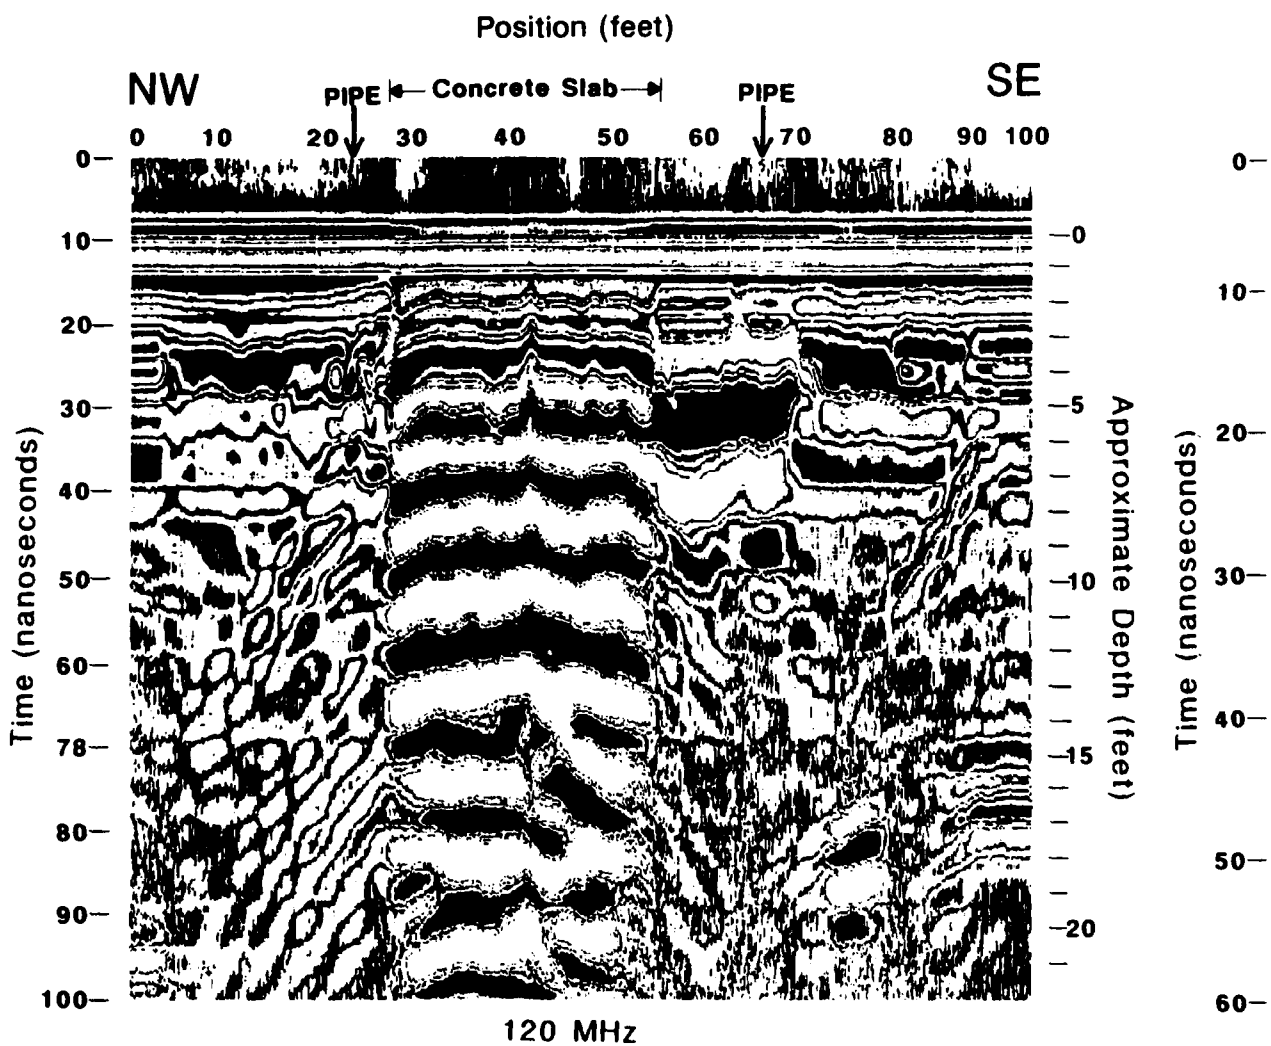 Position (feet)
NW
PIPE
Concrete Slab
PIPE
SE
0 10 20 30 40 50 60 70 80 90 100
0
10
20
30
40
50
60
78
80
90
100
Time (nanoseconds)
0
5
10
15
20
Approximate Depth (feet)
0
10
20
30
40
50
60
Time (nanoseconds)
120 MHz